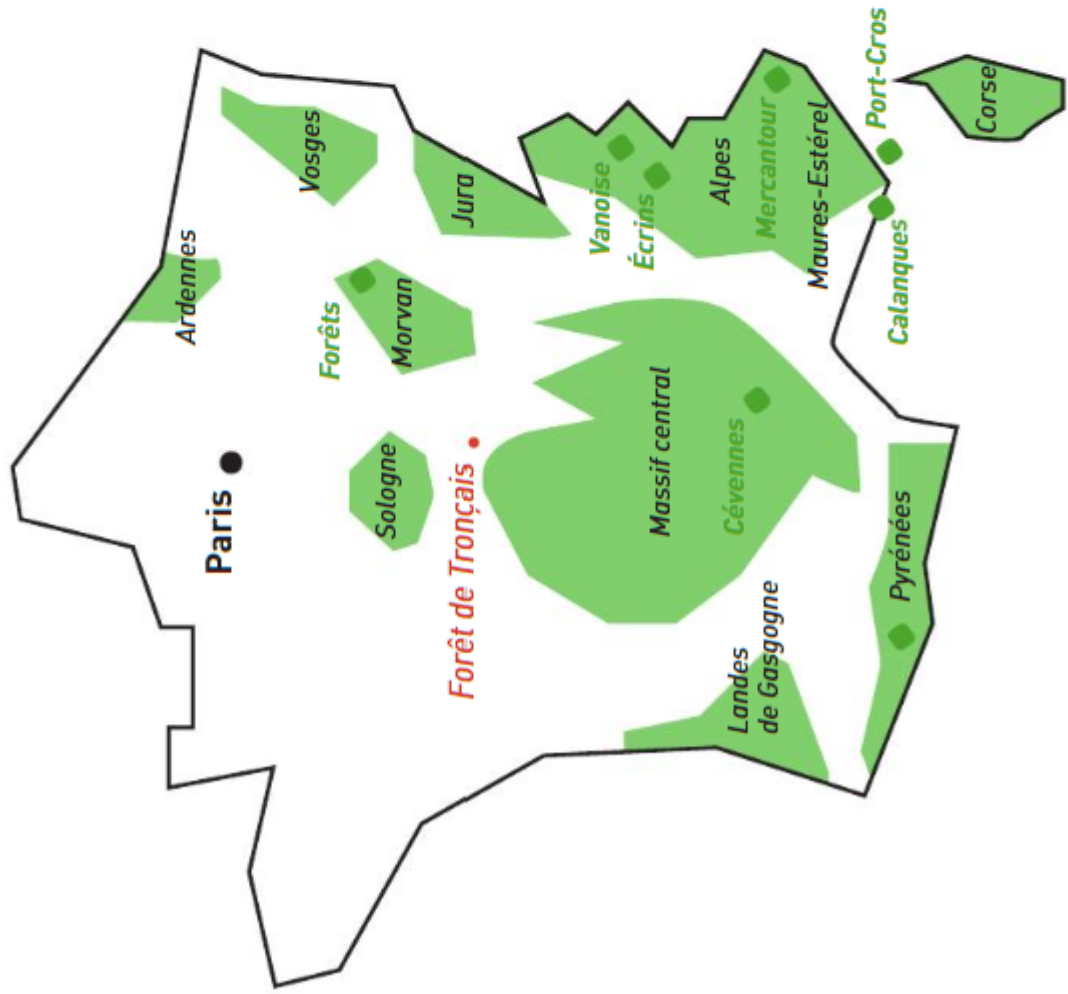 Ardennes
Vosges
Paris
Forêts
Jura
Sologne
Morvan
Forêt de Tronçais
Vanoise
Écrins
Alpes
Massif central
Mercantour
Cévennes
Maures-Estérel
Landes
de Gasgogne
Pyrénées
Calanques
Port-Cros
Corse